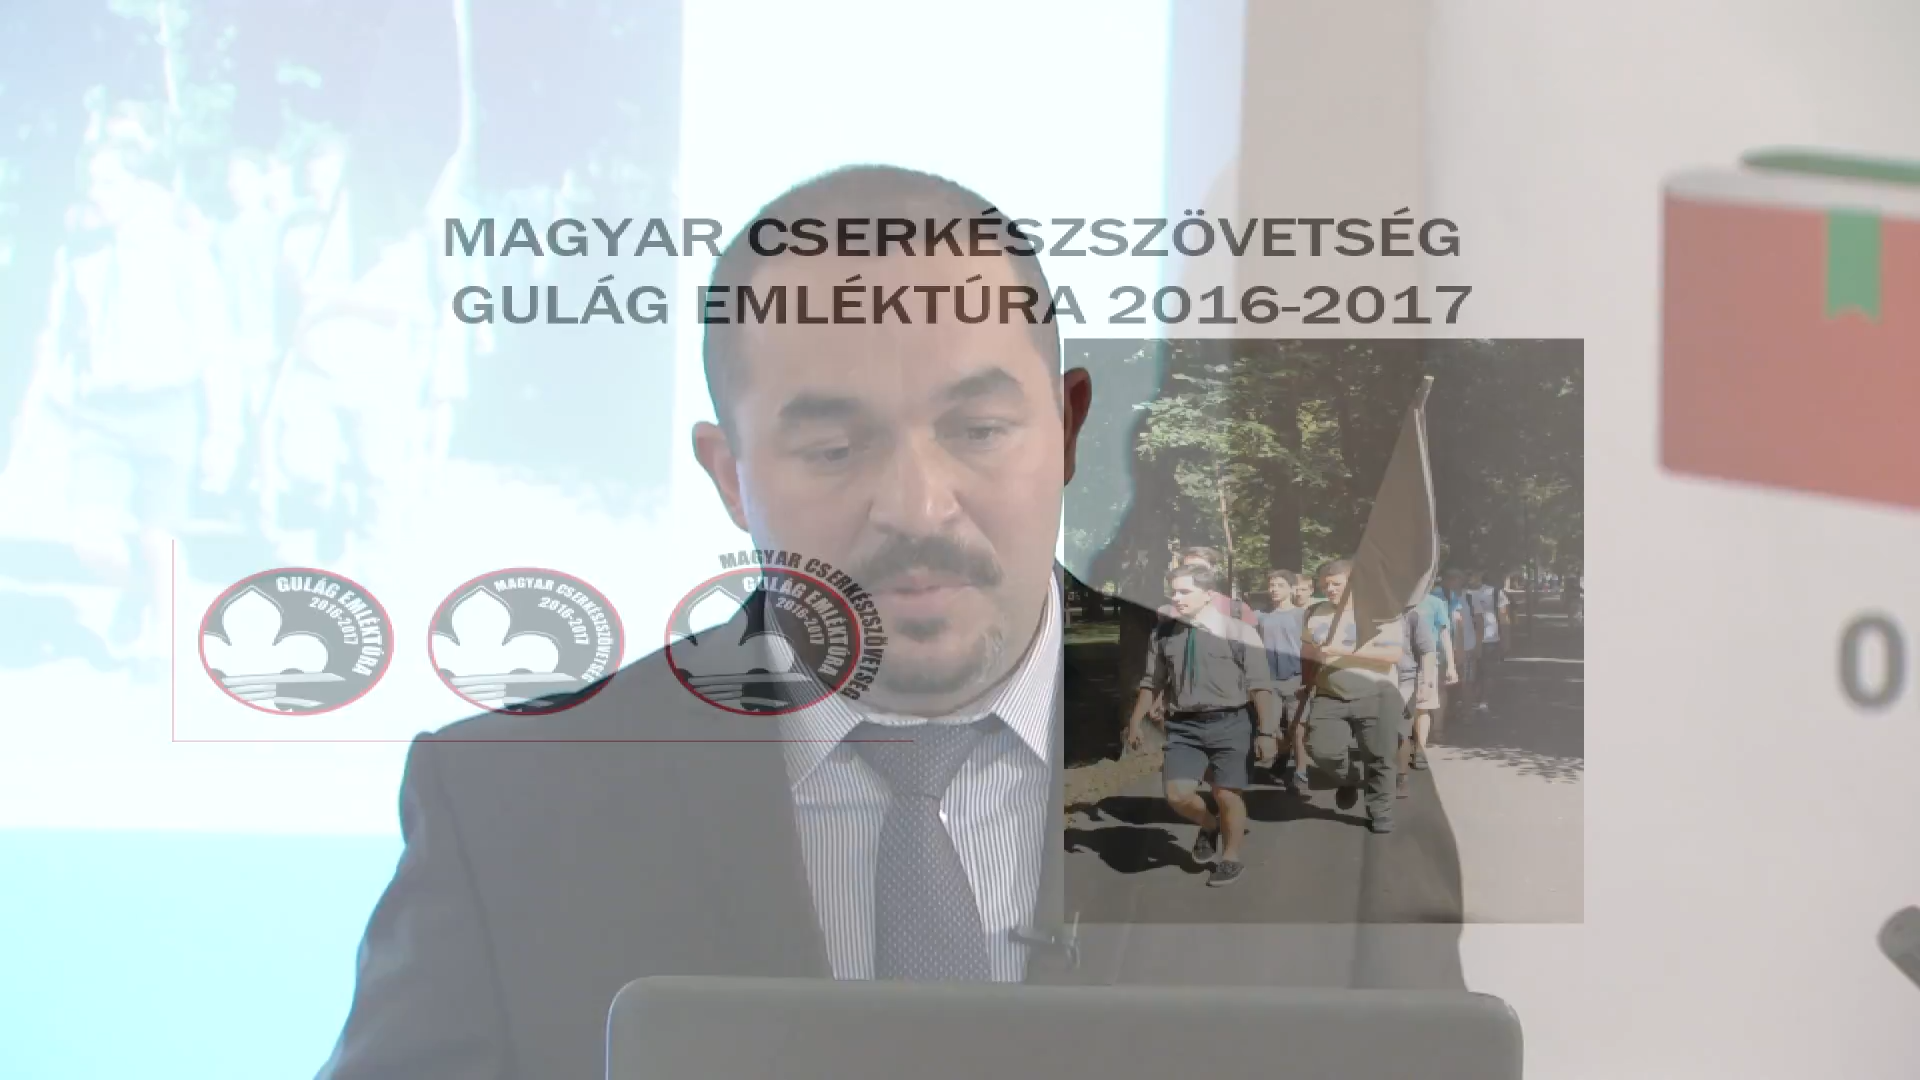 MAGYAR CSERKÉSZSZÖVETSÉG
GULÁG EMLÉKTÚRA 2016-2017
GULÁG EMLÉKTÚRA
2016-2017
MAGYAR CSERKÉSZSZÖVETSÉG
2016-2017
MAGYAR CSERKÉSZSZÖVETSÉG
GULÁG EMLÉKTÚRA
2016-2017
O